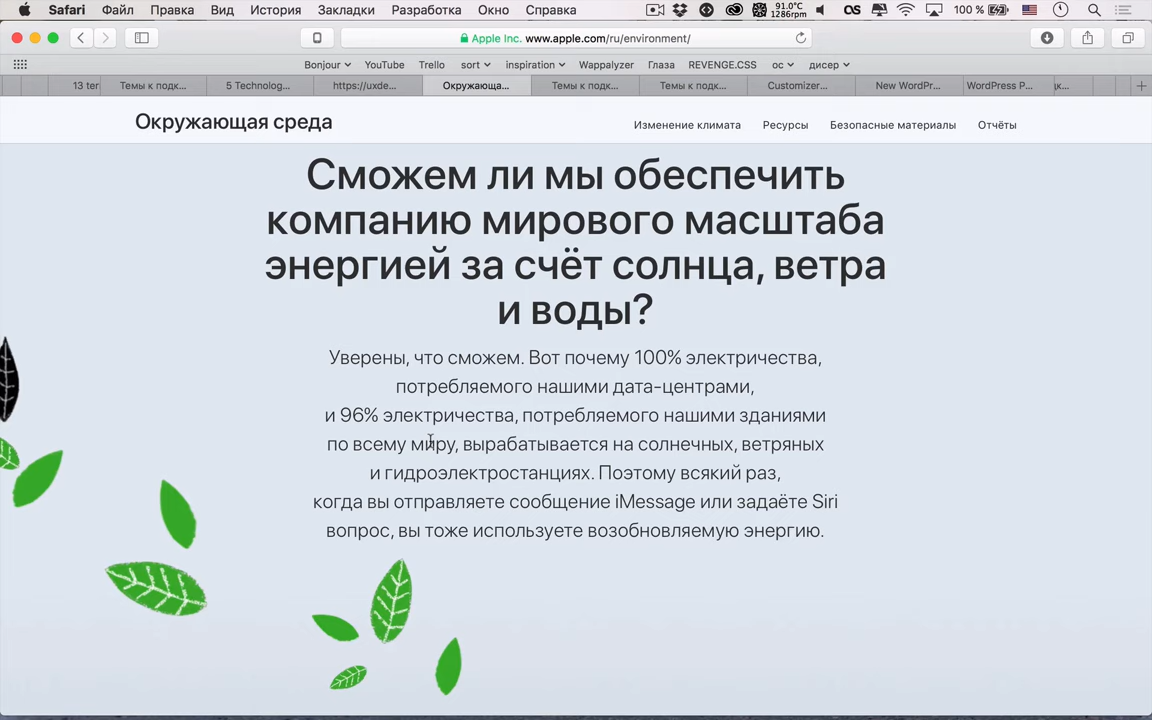 Safari Файл Правка Вид История Закладки Разработка Окно Справка 91.0°C 1286rpm 100 %
Apple Inc. www.apple.com/ru/environment/
Bonjour YouTube Trello sort inspiration Wappalyzer Глаза REVENGE.CSS ос дисер
13 ter Темы к подк... 5 Technolog... https://uxde... Окружающа... Темы к подк... Темы к подк... Customizer... New WordPr... WordPress P... к...
Окружающая среда Изменение климата Ресурсы Безопасные материалы Отчёты
Сможем ли мы обеспечить
компанию мирового масштаба
энергией за счёт солнца, ветра
и воды?
Уверены, что сможем. Вот почему 100% электричества,
потребляемого нашими дата-центрами,
и 96% электричества, потребляемого нашими зданиями
по всему миру, вырабатывается на солнечных, ветряных
и гидроэлектростанциях. Поэтому всякий раз,
когда вы отправляете сообщение iMessage или задаёте Siri
вопрос, вы тоже используете возобновляемую энергию.